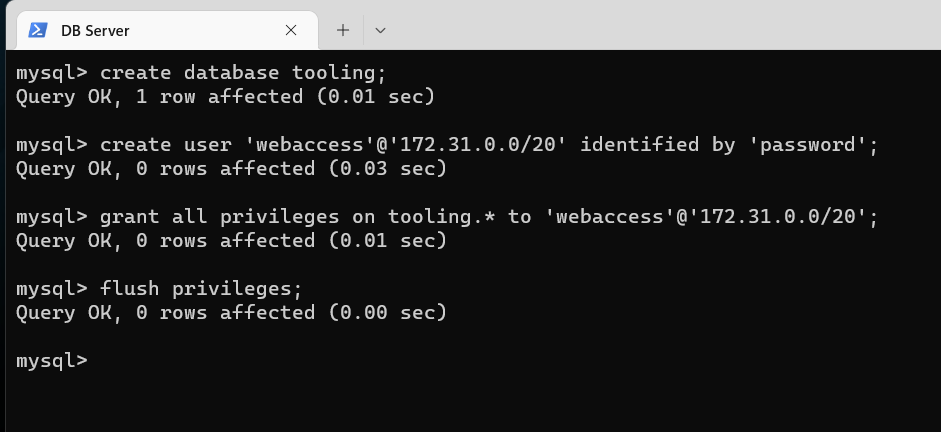 DB Server
mysql> create database tooling;
Query OK, 1 row affected (0.01 sec)
mysql> create user 'webaccess'@'172.31.0.0/20' identified by 'password';
Query OK, 0 rows affected (0.03 sec)
mysql> grant all privileges on tooling.* to 'webaccess'@'172.31.0.0/20';
Query OK, 0 rows affected (0.01 sec)
mysql> flush privileges;
Query OK, 0 rows affected (0.00 sec)
mysql>